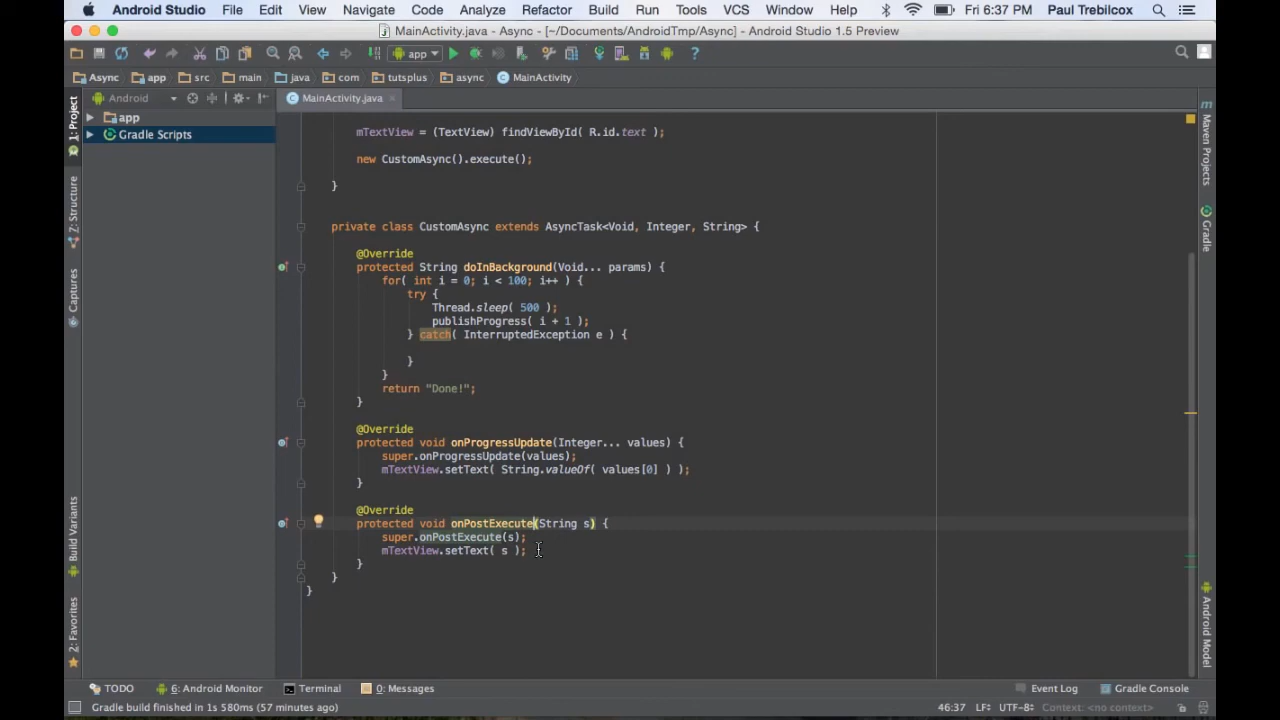 Android Studio File Edit View Navigate Code Analyze Refactor Build Run Tools VCS Window Help Fri 6:37 PM Paul Trebilcox
MainActivity.java - Async - [~/Documents/AndroidTmp/Async] - Android Studio 1.5 Preview
app
Async app src main java com tutsplus async MainActivity
1: Project
Android
MainActivity.java
app
Gradle Scripts
Z: Structure
Captures
Build Variants
2: Favorites
mTextView = (TextView) findViewById( R.id.text );
new CustomAsync().execute();
}
private class CustomAsync extends AsyncTask<Void, Integer, String> {
@Override
protected String doInBackground(Void... params) {
for( int i = 0; i < 100; i++ ) {
try {
Thread.sleep( 500 );
publishProgress( i + 1 );
} catch( InterruptedException e ) {
}
}
return "Done!";
}
@Override
protected void onProgressUpdate(Integer... values) {
super.onProgressUpdate(values);
mTextView.setText( String.valueOf( values[0] ) );
}
@Override
protected void onPostExecute(String s) {
super.onPostExecute(s);
mTextView.setText( s );
}
}
}
Maven Projects
Gradle
Android Model
TODO 6: Android Monitor Terminal 0: Messages Event Log Gradle Console
Gradle build finished in 1s 580ms (57 minutes ago) 46:37 LF÷ UTF-8÷ Context: <no context>